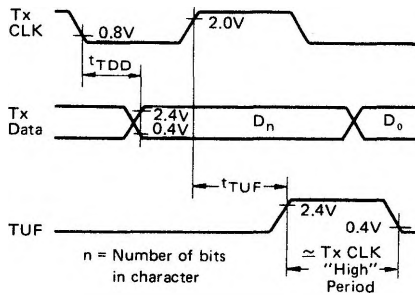 Tx
CLK
0.8V
2.0V
tTDD
Tx
Data
2.4V
0.4V
Dn
D0
tTUF
2.4V
TUF
0.4V
n = Number of bits
in character
≃ Tx CLK
"High"
Period